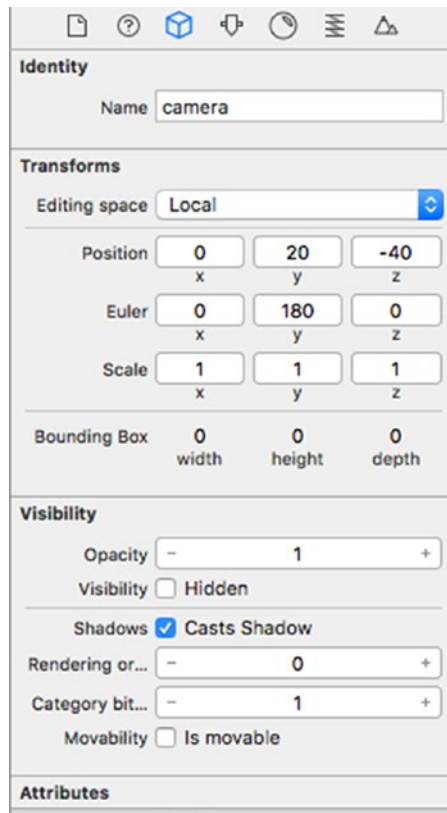 Identity
Name camera
Transforms
Editing space Local
Position 0 20 -40
x y z
Euler 0 180 0
x y z
Scale 1 1 1
x y z
Bounding Box 0 0 0
width height depth
Visibility
Opacity − 1 +
Visibility Hidden
Shadows Casts Shadow
Rendering or... − 0 +
Category bit... − 1 +
Movability Is movable
Attributes